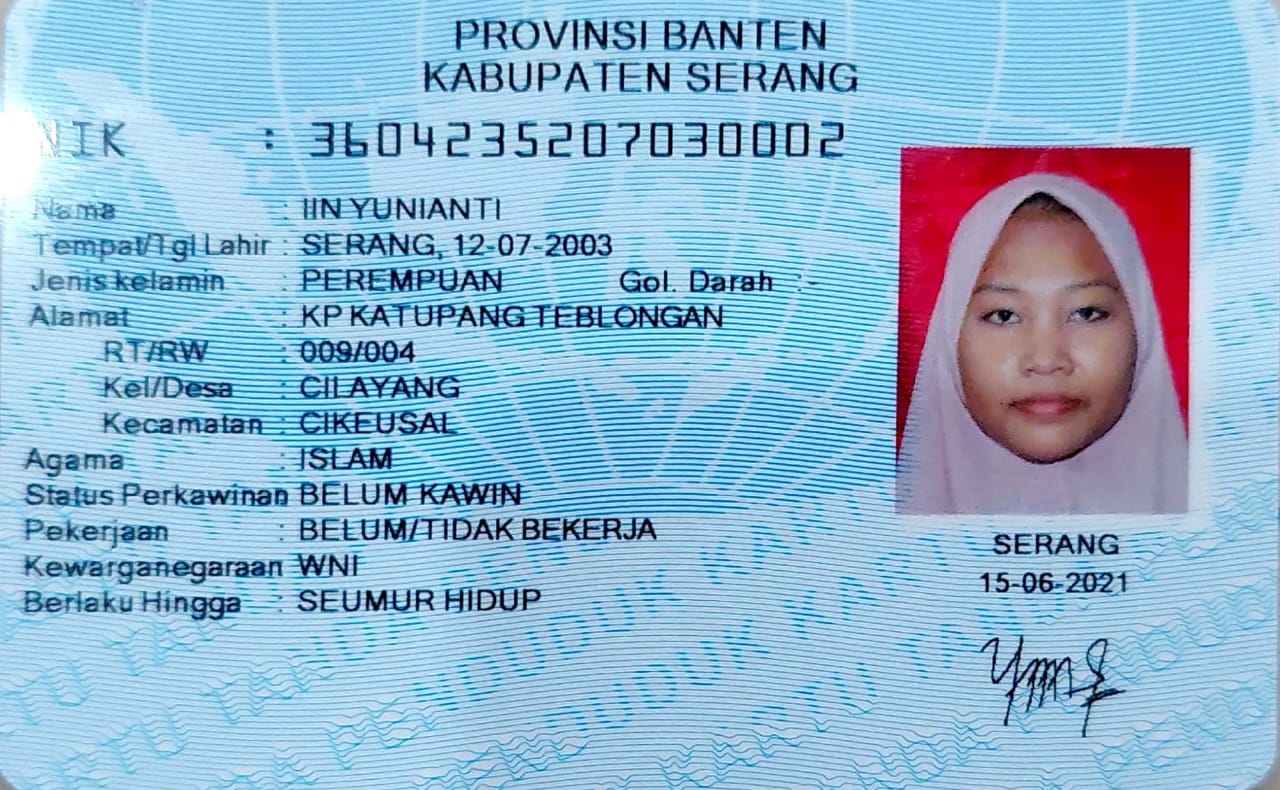 PROVINSI BANTEN
KABUPATEN SERANG
NIK : 3604235207030002
Nama : IIN YUNIANTI
Tempat/Tgl Lahir : SERANG, 12-07-2003
Jenis kelamin : PEREMPUAN Gol. Darah : -
Alamat : KP KATUPANG TEBLONGAN
RT/RW : 009/004
Kel/Desa : CILAYANG
Kecamatan : CIKEUSAL
Agama : ISLAM
Status Perkawinan BELUM KAWIN
Pekerjaan : BELUM/TIDAK BEKERJA
Kewarganegaraan WNI
Berlaku Hingga : SEUMUR HIDUP
SERANG
15-06-2021